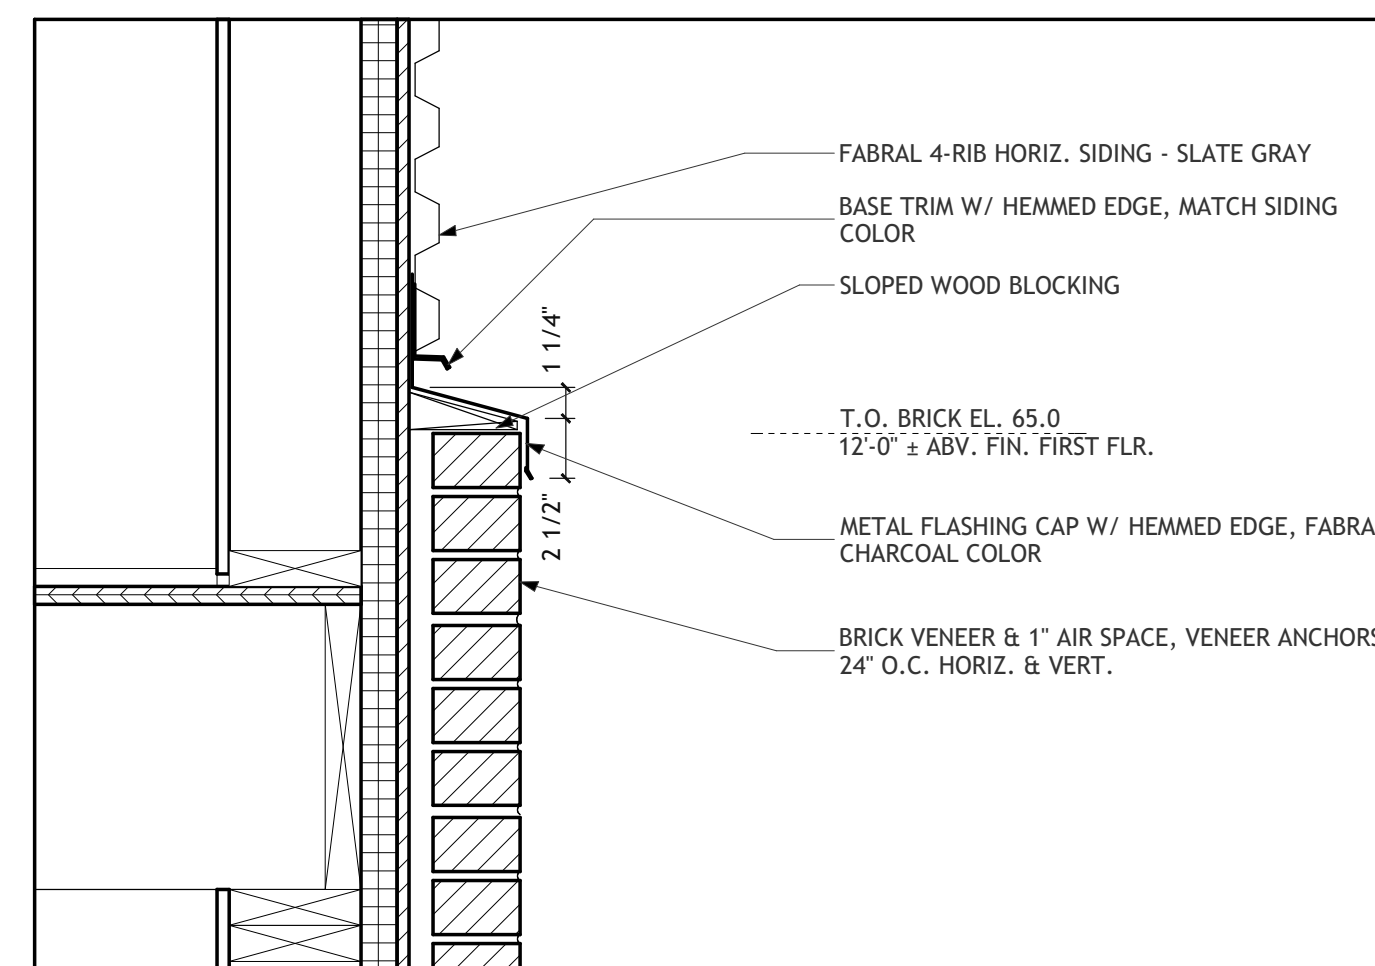 FABRAL 4-RIB HORIZ. SIDING - SLATE GRAY
BASE TRIM W/ HEMMED EDGE, MATCH SIDING
COLOR
SLOPED WOOD BLOCKING
1 1/4"
T.O. BRICK EL. 65.0
12'-0" ± ABV. FIN. FIRST FLR.
2 1/2"
METAL FLASHING CAP W/ HEMMED EDGE, FABRA
CHARCOAL COLOR
BRICK VENEER & 1" AIR SPACE, VENEER ANCHORS
24" O.C. HORIZ. & VERT.